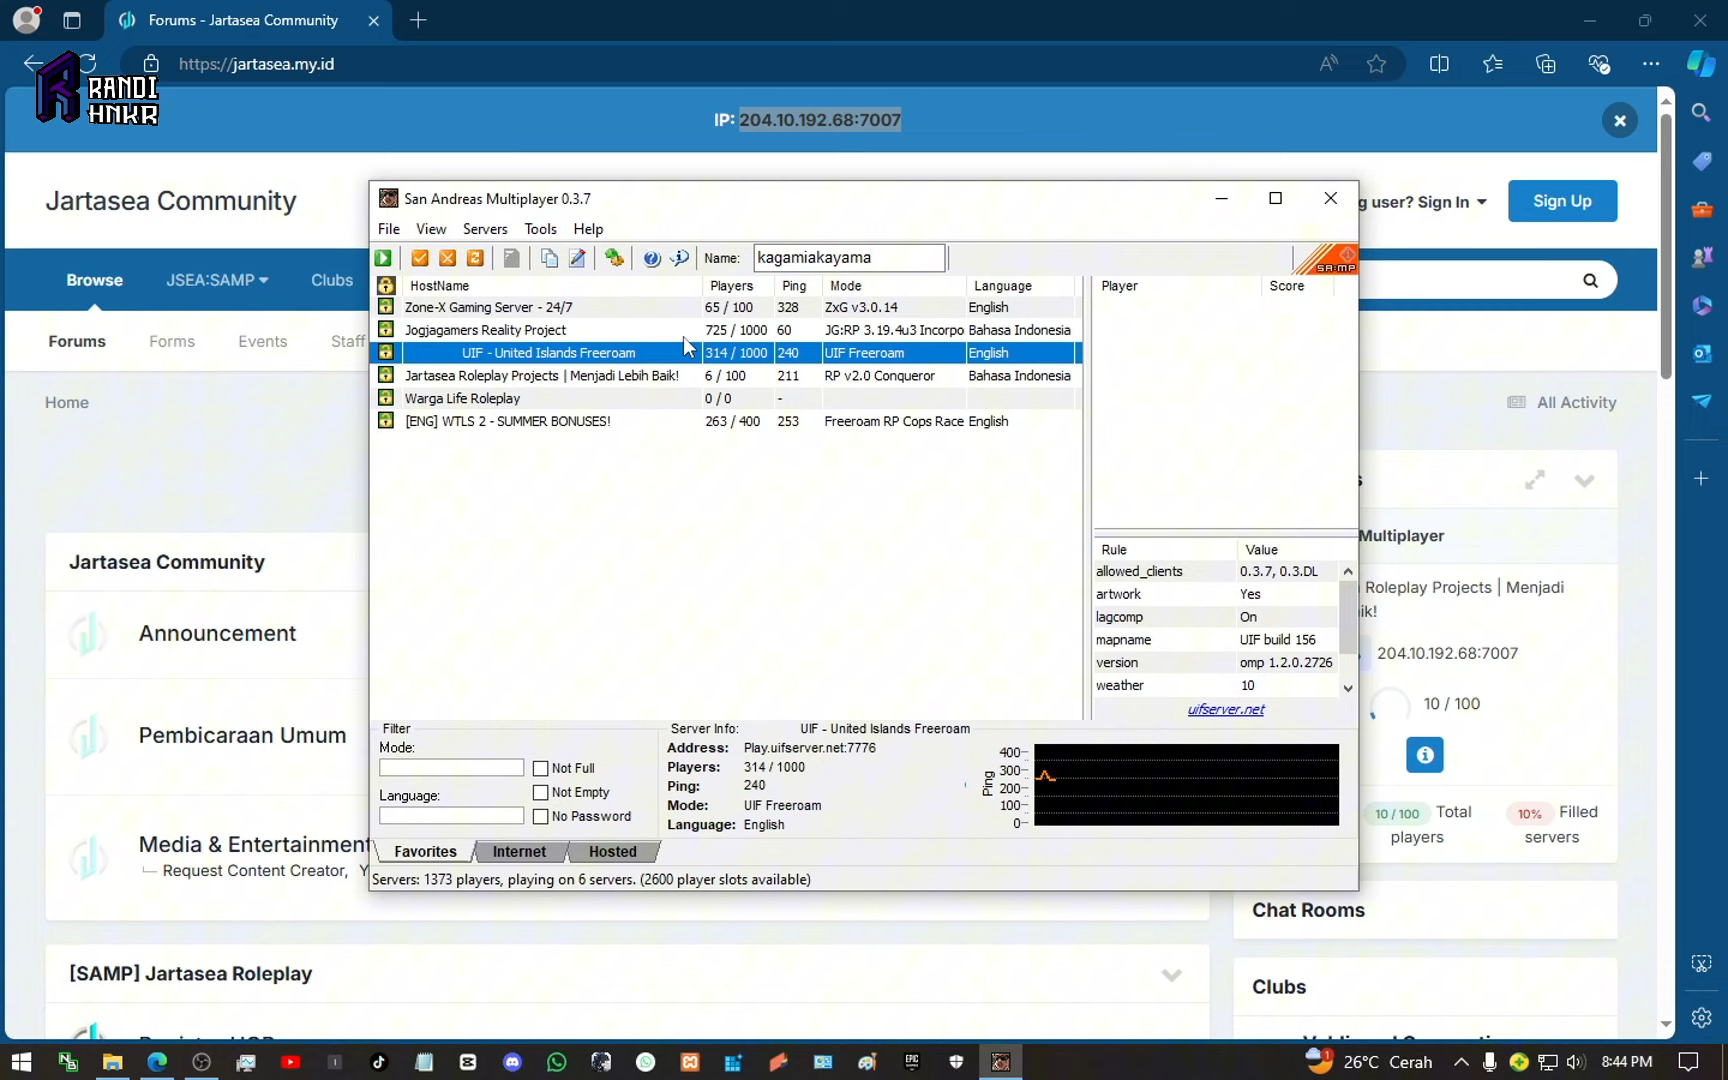 Forums - Jartasea Community
https://jartasea.my.id
RANDI
HNKR
IP: 204.10.192.68:7007
Jartasea Community
g user? Sign In
Sign Up
Browse
JSEA:SAMP
Clubs
Forums
Forms
Events
Staff
Home
All Activity
San Andreas Multiplayer 0.3.7
File View Servers Tools Help
Name: kagamiakayama
SA:MP
HostName Players Ping Mode Language
Zone-X Gaming Server - 24/7 65 / 100 328 ZxG v3.0.14 English
Jogjagamers Reality Project 725 / 1000 60 JG:RP 3.19.4u3 Incorpo Bahasa Indonesia
UIF - United Islands Freeroam 314 / 1000 240 UIF Freeroam English
Jartasea Roleplay Projects | Menjadi Lebih Baik! 6 / 100 211 RP v2.0 Conqueror Bahasa Indonesia
Warga Life Roleplay 0 / 0 -
[ENG] WTLS 2 - SUMMER BONUSES! 263 / 400 253 Freeroam RP Cops Race English
Player Score
Rule Value
allowed_clients 0.3.7, 0.3.DL
artwork Yes
lagcomp On
mapname UIF build 156
version omp 1.2.0.2726
weather 10
uifserver.net
Filter
Mode:
Language:
Not Full
Not Empty
No Password
Server Info: UIF - United Islands Freeroam
Address: Play.uifserver.net:7776
Players: 314 / 1000
Ping: 240
Mode: UIF Freeroam
Language: English
Ping
400
300
200
100
0
Favorites Internet Hosted
Servers: 1373 players, playing on 6 servers. (2600 player slots available)
Jartasea Community
Announcement
Pembicaraan Umum
Media & Entertainment
Request Content Creator, Y
[SAMP] Jartasea Roleplay
s
Multiplayer
Roleplay Projects | Menjadi
ik!
204.10.192.68:7007
10 / 100
10 / 100 Total
players
10% Filled
servers
Chat Rooms
Clubs
26°C Cerah
8:44 PM